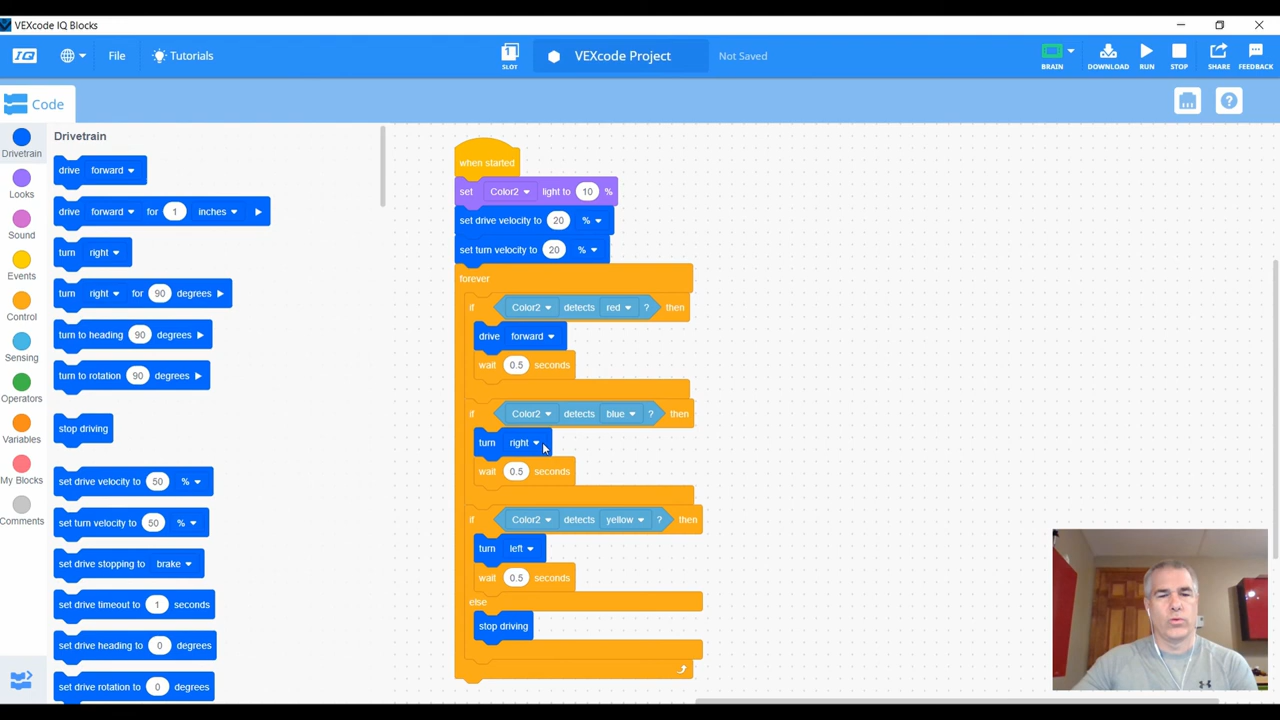 VEXcode IQ Blocks
IQ File Tutorials 1 SLOT VEXcode Project Not Saved BRAIN DOWNLOAD RUN STOP SHARE FEEDBACK
Code ?
Drivetrain
Looks
Sound
Events
Control
Sensing
Operators
Variables
My Blocks
Comments
Drivetrain
drive forward
drive forward for 1 inches
turn right
turn right for 90 degrees
turn to heading 90 degrees
turn to rotation 90 degrees
stop driving
set drive velocity to 50 %
set turn velocity to 50 %
set drive stopping to brake
set drive timeout to 1 seconds
set drive heading to 0 degrees
set drive rotation to 0 degrees
when started
set Color2 light to 10 %
set drive velocity to 20 %
set turn velocity to 20 %
forever
if Color2 detects red ? then
drive forward
wait 0.5 seconds
if Color2 detects blue ? then
turn right
wait 0.5 seconds
if Color2 detects yellow ? then
turn left
wait 0.5 seconds
else
stop driving